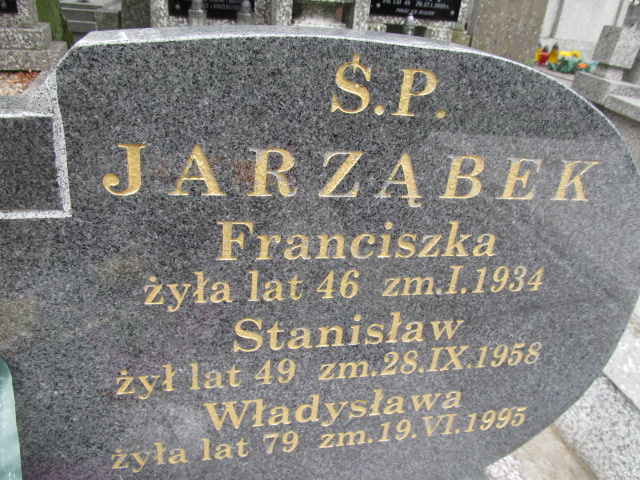 Ś.P.
JARZĄBEK
Franciszka
żyła lat 46 zm.I.1934
Stanisław
żył lat 49 zm.28.IX.1958
Władysława
żyła lat 79 zm.19.VI.1995